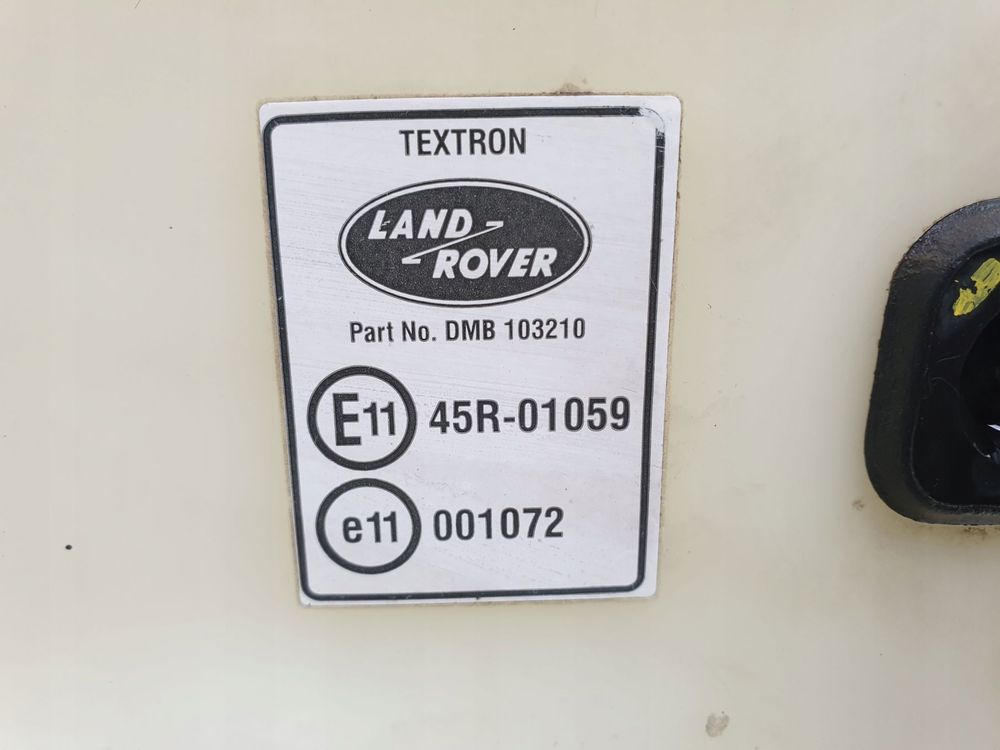 TEXTRON
LAND-
ROVER
Part No. DMB 103210
E11 45R-01059
e11 001072